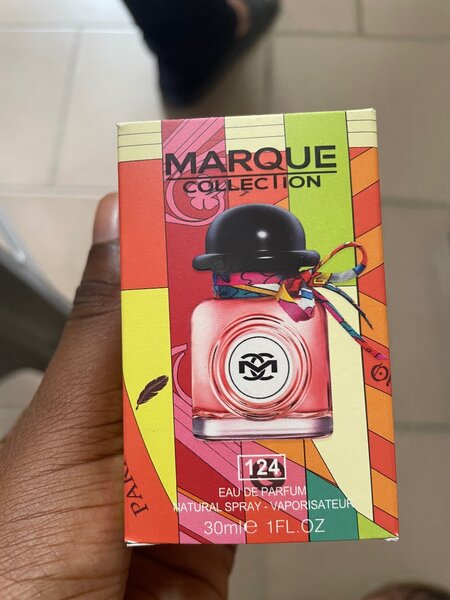 MARQUE
COLLECTION
124
EAU DE PARFUM
NATURAL SPRAY - VAPORISATEUR
30ml℮ 1FL.OZ